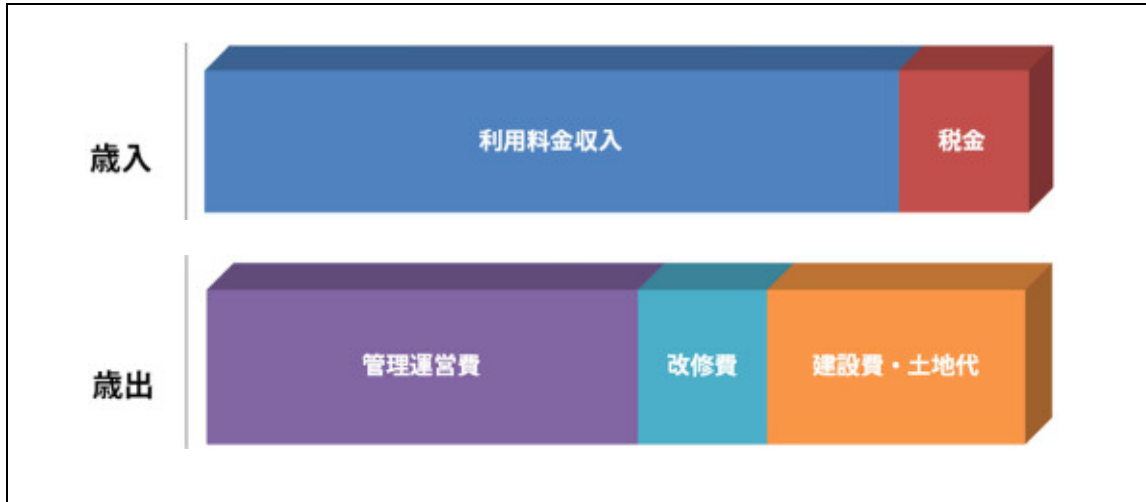 歳入
利用料金収入
税金
歳出
管理運営費
改修費
建設費・土地代